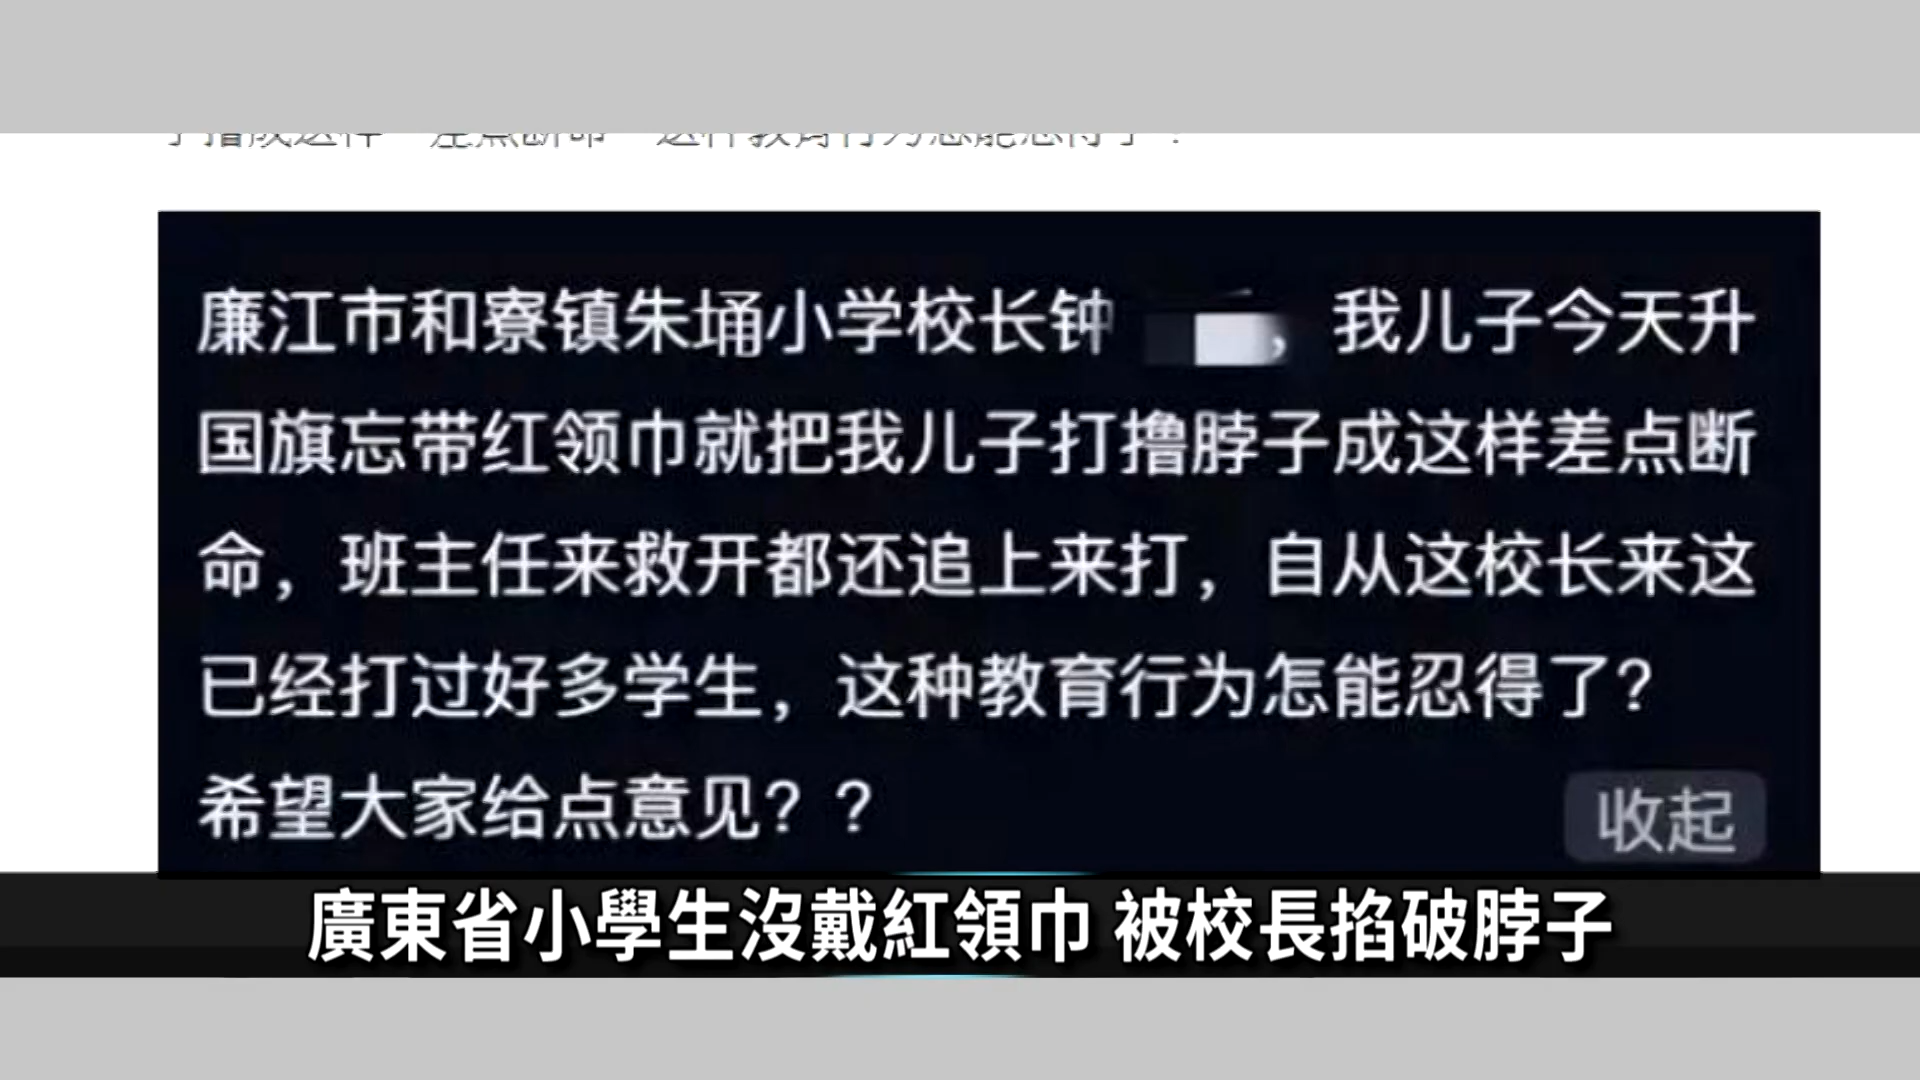 廉江市和寮镇朱埇小学校长钟 ，我儿子今天升
国旗忘带红领巾就把我儿子打撸脖子成这样差点断
命，班主任来救开都还追上来打，自从这校长来这
已经打过好多学生，这种教育行为怎能忍得了？
希望大家给点意见？？
收起
廣東省小學生沒戴紅領巾 被校長掐破脖子